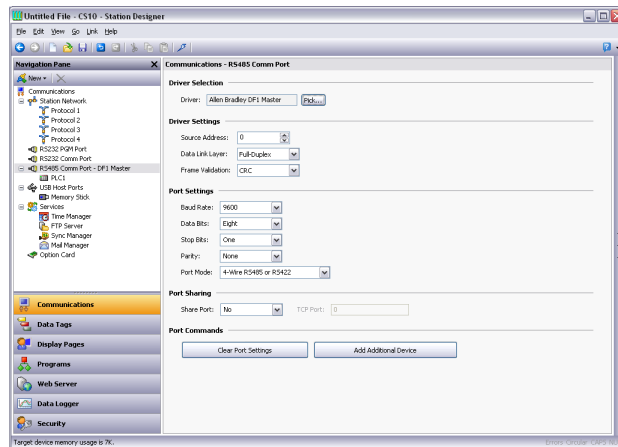 Untitled File - CS10 - Station Designer
File Edit View Go Link Help
Navigation Pane
New
Communications
Station Network
Protocol 1
Protocol 2
Protocol 3
Protocol 4
RS232 PGM Port
RS232 Comm Port
RS485 Comm Port - DF1 Master
PLC1
USB Host Ports
Memory Stick
Services
Time Manager
FTP Server
Sync Manager
Mail Manager
Option Card
Communications
Data Tags
Display Pages
Programs
Web Server
Data Logger
Security
Communications - RS485 Comm Port
Driver Selection
Driver: Allen Bradley DF1 Master Pick...
Driver Settings
Source Address: 0
Data Link Layer: Full-Duplex
Frame Validation: CRC
Port Settings
Baud Rate: 9600
Data Bits: Eight
Stop Bits: One
Parity: None
Port Mode: 4-Wire RS485 or RS422
Port Sharing
Share Port: No TCP Port: 0
Port Commands
Clear Port Settings Add Additional Device
Target device memory usage is 7K. Errors Circular CAPS